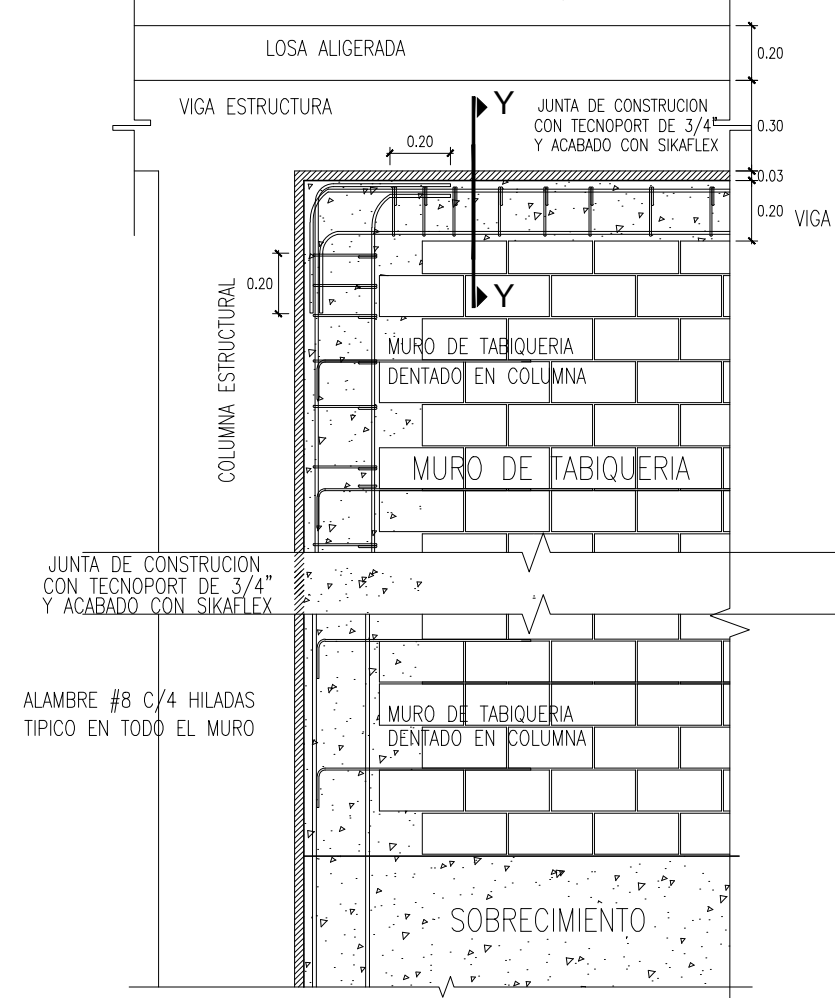 LOSA ALIGERADA
0.20
VIGA ESTRUCTURA
Y
JUNTA DE CONSTRUCION
CON TECNOPORT DE 3/4"
Y ACABADO CON SIKAFLEX
0.30
0.20
0.03
0.20
VIGA
0.20
Y
COLUMNA ESTRUCTURAL
MURO DE TABIQUERIA
DENTADO EN COLUMNA
MURO DE TABIQUERIA
JUNTA DE CONSTRUCION
CON TECNOPORT DE 3/4"
Y ACABADO CON SIKAFLEX
ALAMBRE #8 C/4 HILADAS
TIPICO EN TODO EL MURO
MURO DE TABIQUERIA
DENTADO EN COLUMNA
SOBRECIMIENTO